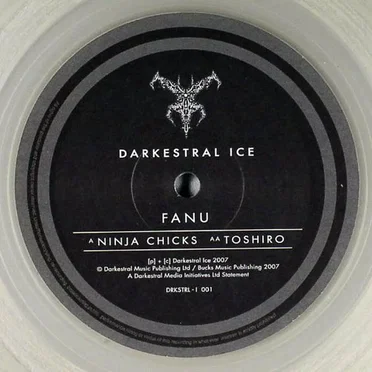 DARKESTRAL ICE
FANU
A NINJA CHICKS AA TOSHIRO
[p] + [c] Darkestral Ice 2007
© Darkestral Music Publishing Ltd / Bucks Music Publishing 2007
A Darkestral Media Initiatives Ltd Statement
DRKSTRL - I 001